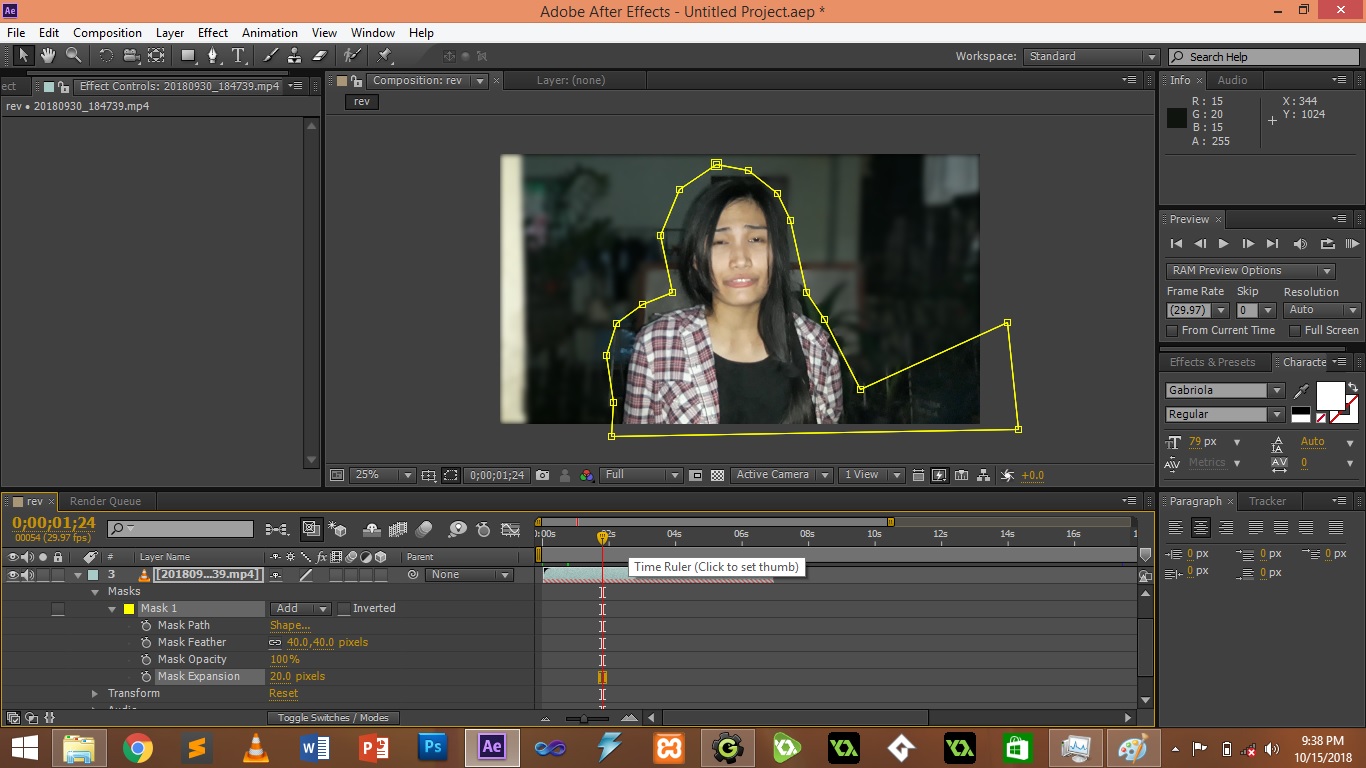 Ae
Adobe After Effects - Untitled Project.aep *
File Edit Composition Layer Effect Animation View Window Help
Workspace: Standard Search Help
ect Effect Controls: 20180930_184739.mp4
Composition: rev Layer: (none)
Info Audio
rev • 20180930_184739.mp4
rev
R: 15 X: 344
G: 20 Y: 1024
B: 15
A: 255
Preview
RAM Preview Options
Frame Rate Skip Resolution
(29.97) 0 Auto
From Current Time Full Screen
Effects & Presets Characte
Gabriola
Regular
79 px Auto
Metrics 0
25% 0;00;01;24 Full Active Camera 1 View +0.0
rev Render Queue
Paragraph Tracker
0;00;01;24
00054 (29.97 fps)
):00s 02s 04s 06s 08s 10s 12s 14s 16s 1
# Layer Name Parent
0 px 0 px 0 px
0 px 0 px
3 [201809...39.mp4] None
Time Ruler (Click to set thumb)
Masks
Mask 1 Add Inverted
Mask Path Shape...
Mask Feather 40.0,40.0 pixels
Mask Opacity 100%
Mask Expansion 20.0 pixels
Transform Reset
Toggle Switches / Modes
Ps Ae
9:38 PM
10/15/2018